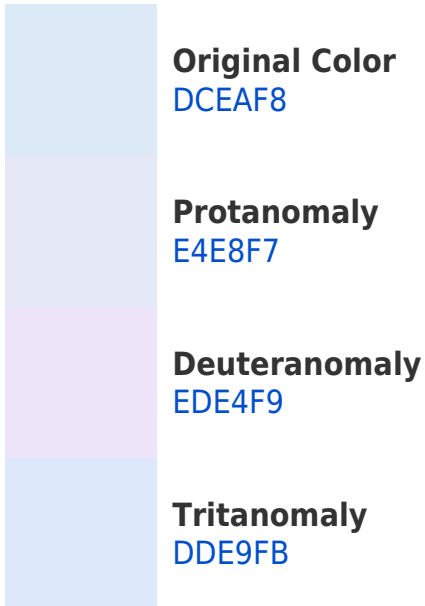 Original Color
DCEAF8
Protanomaly
E4E8F7
Deuteranomaly
EDE4F9
Tritanomaly
DDE9FB